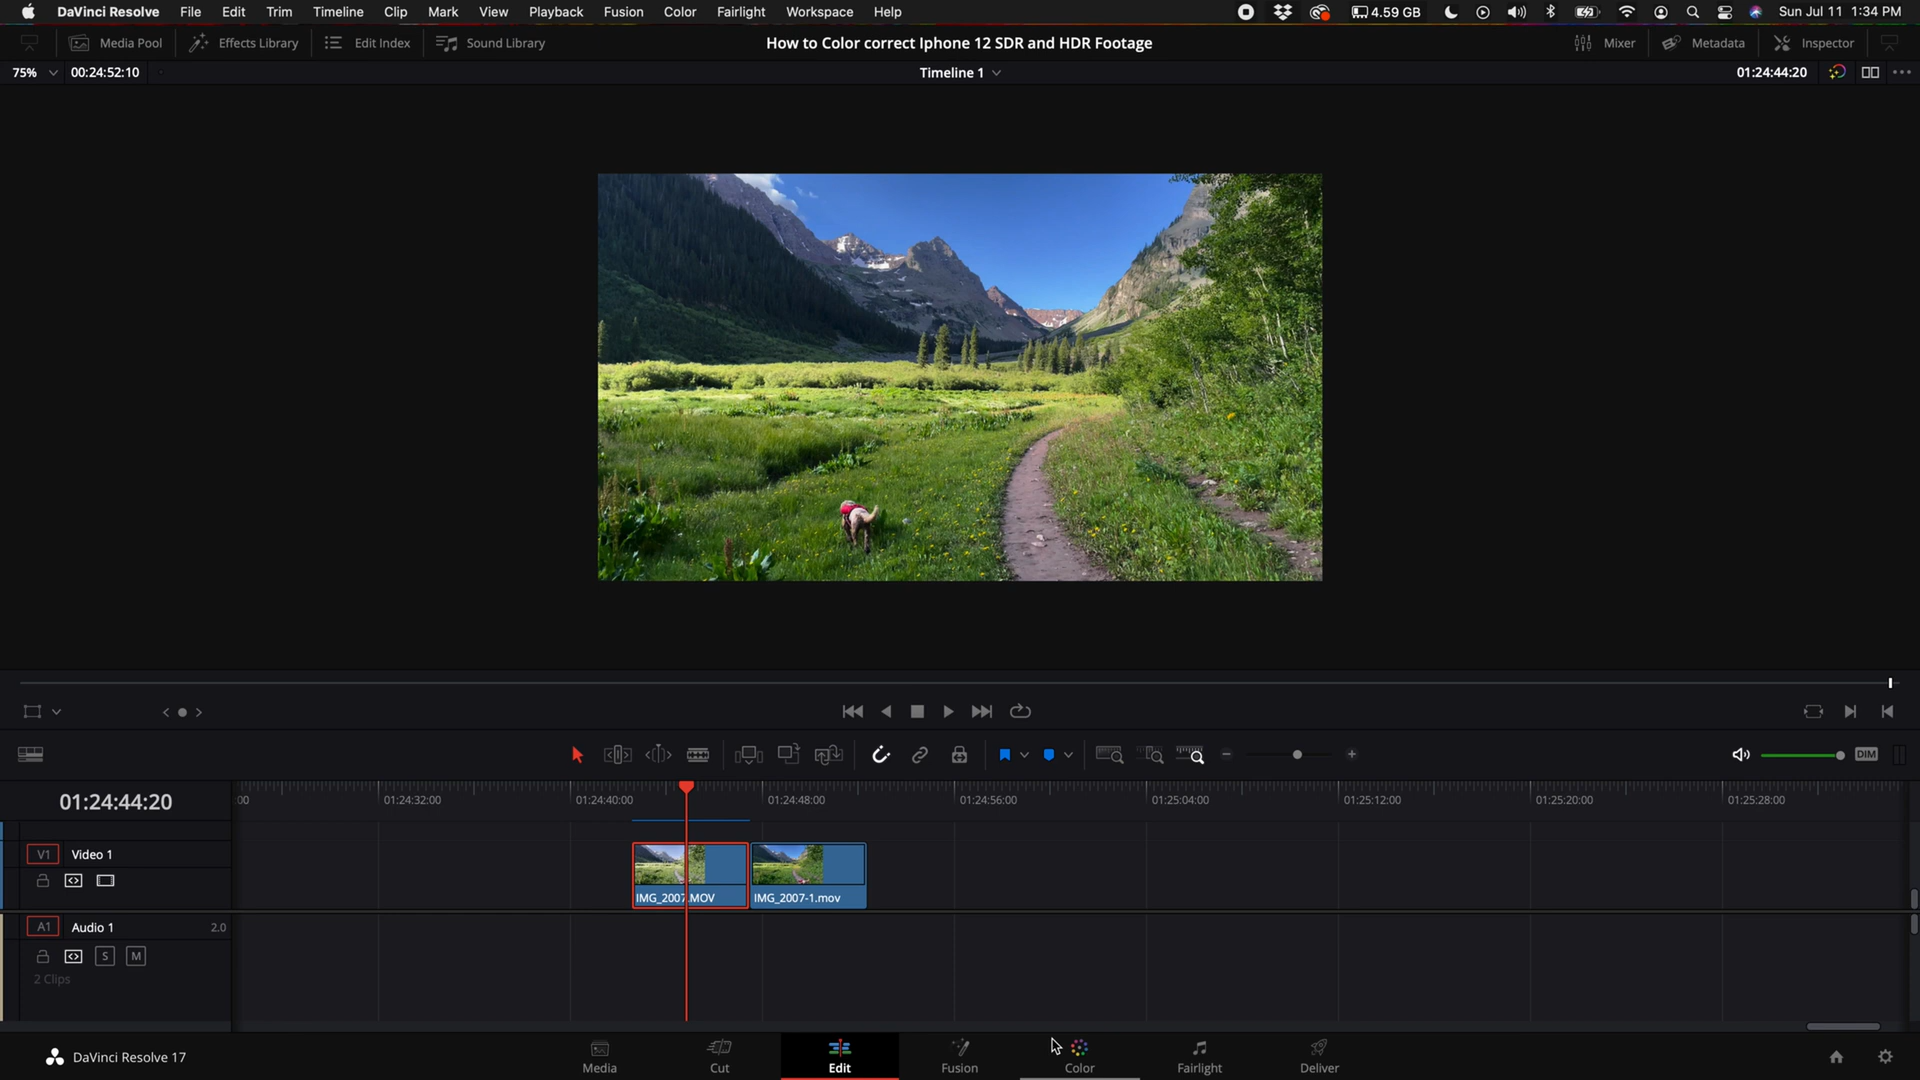 DaVinci Resolve File Edit Trim Timeline Clip Mark View Playback Fusion Color Fairlight Workspace Help 4.59 GB Sun Jul 11 1:34 PM
Media Pool Effects Library Edit Index Sound Library How to Color correct Iphone 12 SDR and HDR Footage Mixer Metadata Inspector
75% 00:24:52:10 Timeline 1 01:24:44:20
DIM
01:24:44:20 :00 01:24:32:00 01:24:40:00 01:24:48:00 01:24:56:00 01:25:04:00 01:25:12:00 01:25:20:00 01:25:28:00
V1 Video 1
IMG_2007.MOV IMG_2007-1.mov
A1 Audio 1 2.0
S M
2 Clips
DaVinci Resolve 17 Media Cut Edit Fusion Color Fairlight Deliver